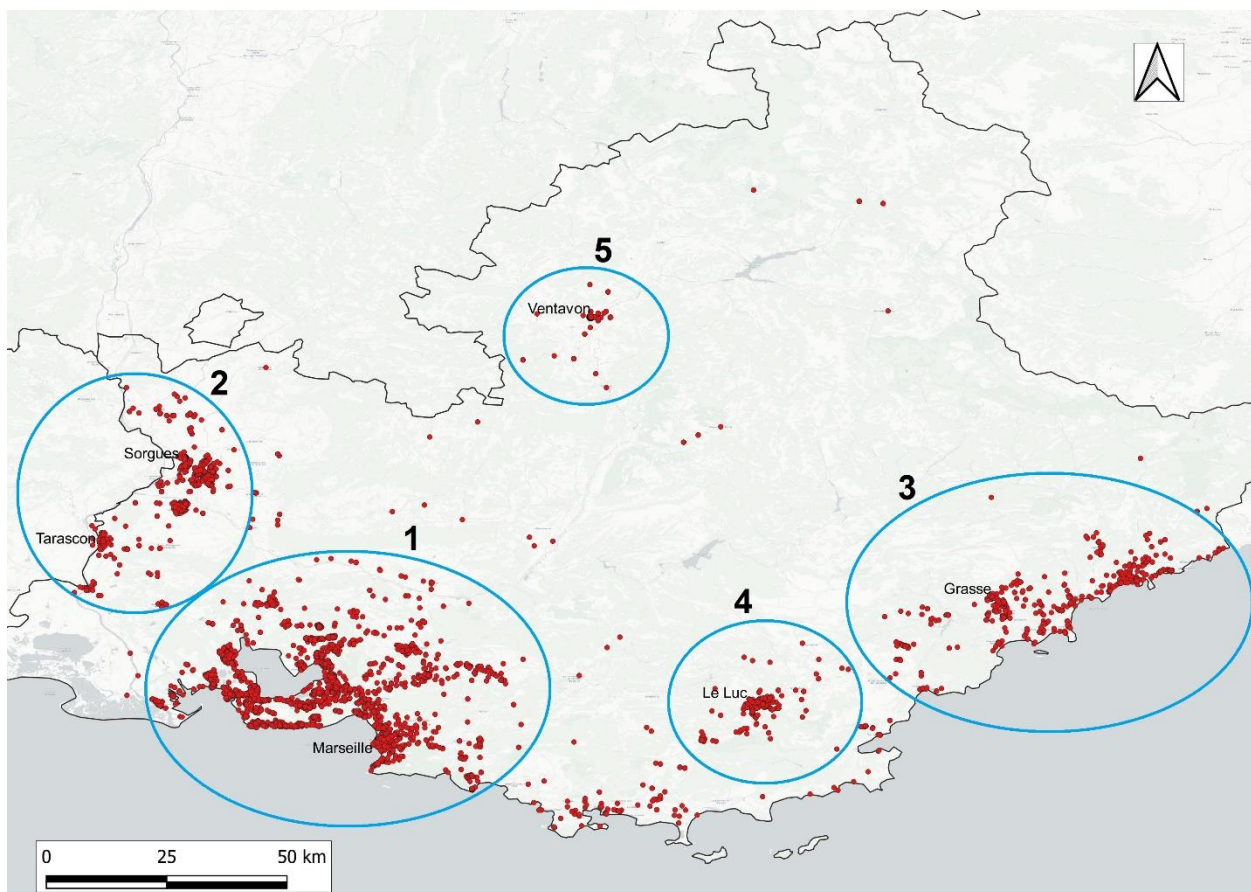 5
Ventavon
2
Sorgues
3
Tarascon
1
Grasse
4
Le Luc
Marseille
0 25 50 km